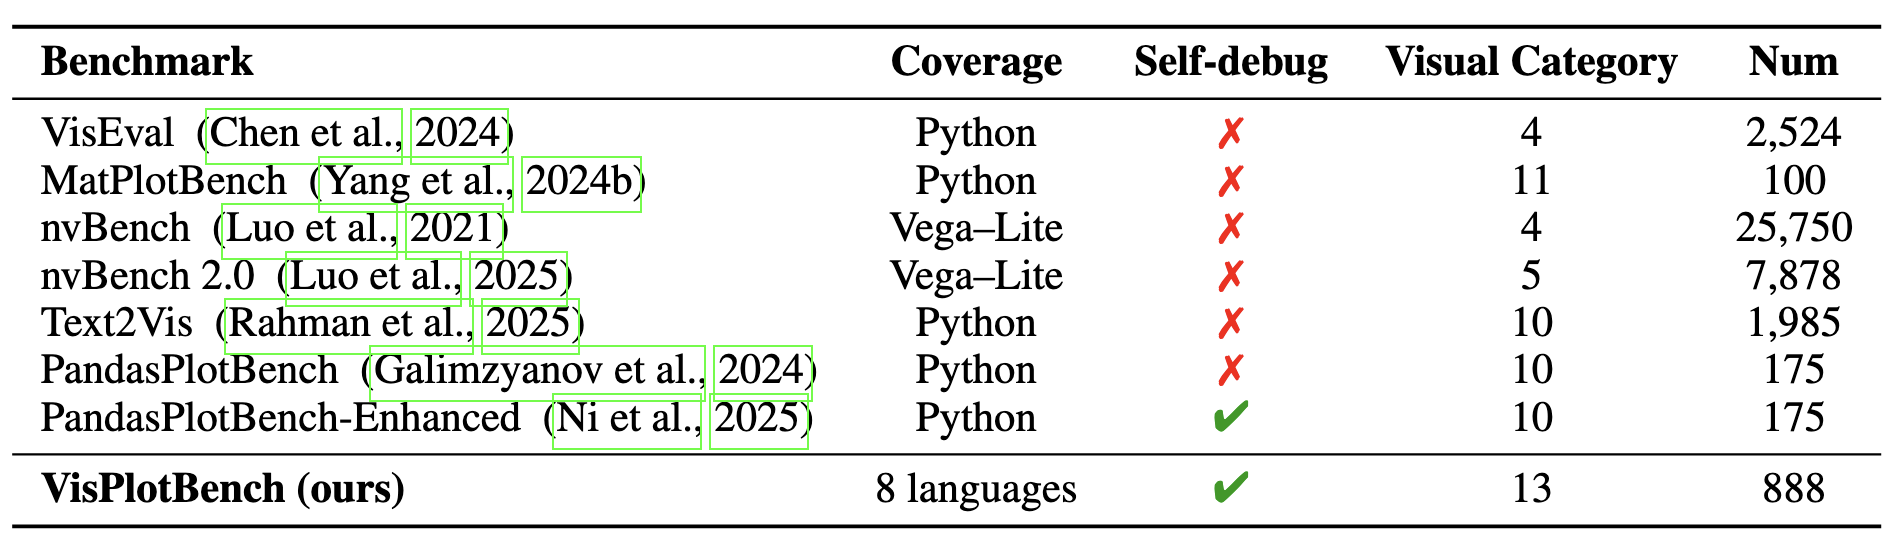 Benchmark Coverage Self-debug Visual Category Num
VisEval (Chen et al., 2024) Python ✗ 4 2,524
MatPlotBench (Yang et al., 2024b) Python ✗ 11 100
nvBench (Luo et al., 2021) Vega–Lite ✗ 4 25,750
nvBench 2.0 (Luo et al., 2025) Vega–Lite ✗ 5 7,878
Text2Vis (Rahman et al., 2025) Python ✗ 10 1,985
PandasPlotBench (Galimzyanov et al., 2024) Python ✗ 10 175
PandasPlotBench-Enhanced (Ni et al., 2025) Python ✔ 10 175
VisPlotBench (ours) 8 languages ✔ 13 888